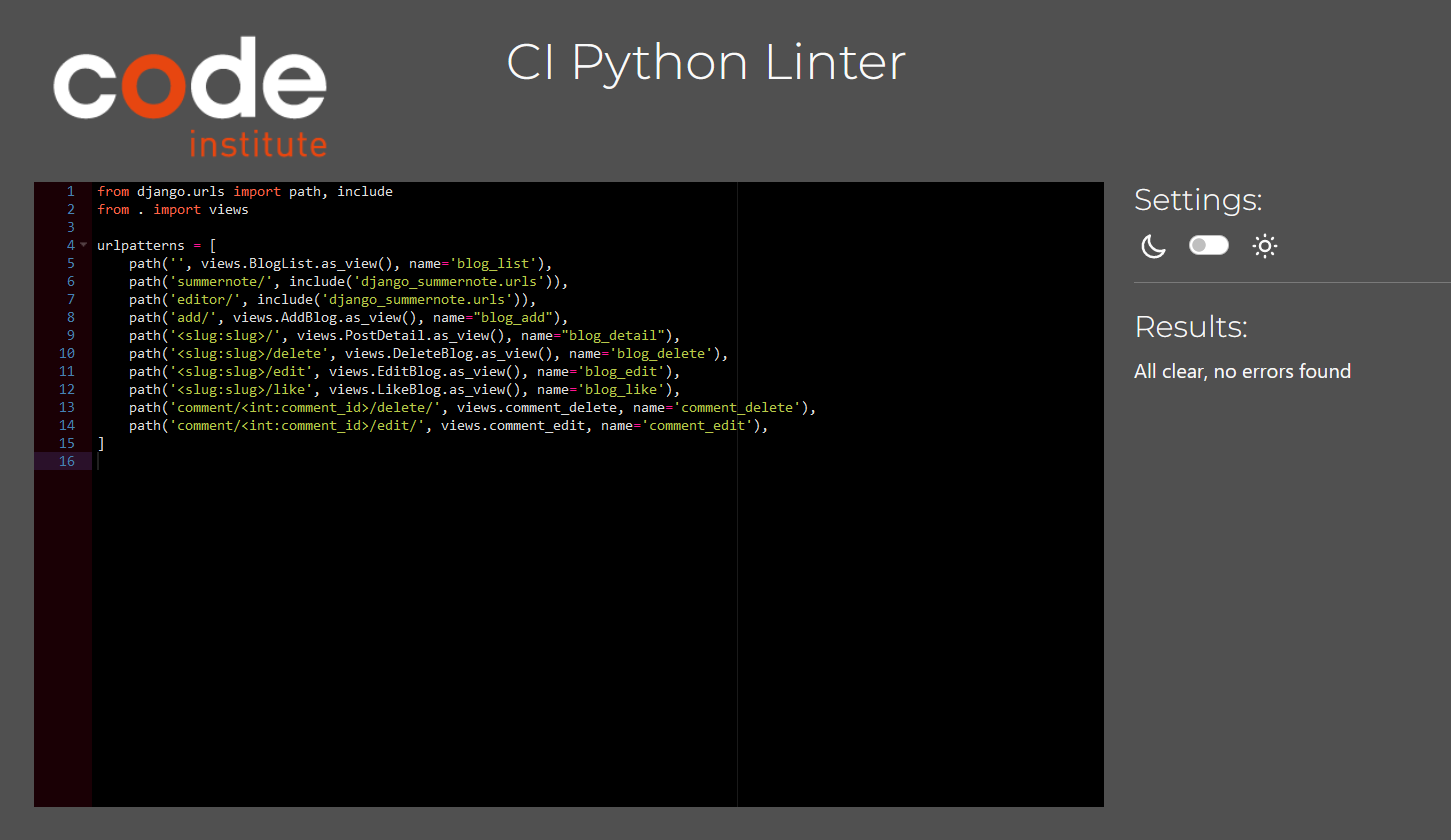 code
institute
CI Python Linter
1 from django.urls import path, include
2 from . import views
3
4 urlpatterns = [
5     path('', views.BlogList.as_view(), name='blog_list'),
6     path('summernote/', include('django_summernote.urls')),
7     path('editor/', include('django_summernote.urls')),
8     path('add/', views.AddBlog.as_view(), name="blog_add"),
9     path('<slug:slug>/', views.PostDetail.as_view(), name="blog_detail"),
10     path('<slug:slug>/delete', views.DeleteBlog.as_view(), name='blog_delete'),
11     path('<slug:slug>/edit', views.EditBlog.as_view(), name='blog_edit'),
12     path('<slug:slug>/like', views.LikeBlog.as_view(), name='blog_like'),
13     path('comment/<int:comment_id>/delete/', views.comment_delete, name='comment_delete'),
14     path('comment/<int:comment_id>/edit/', views.comment_edit, name='comment_edit'),
15 ]
16
Settings:
Results:
All clear, no errors found